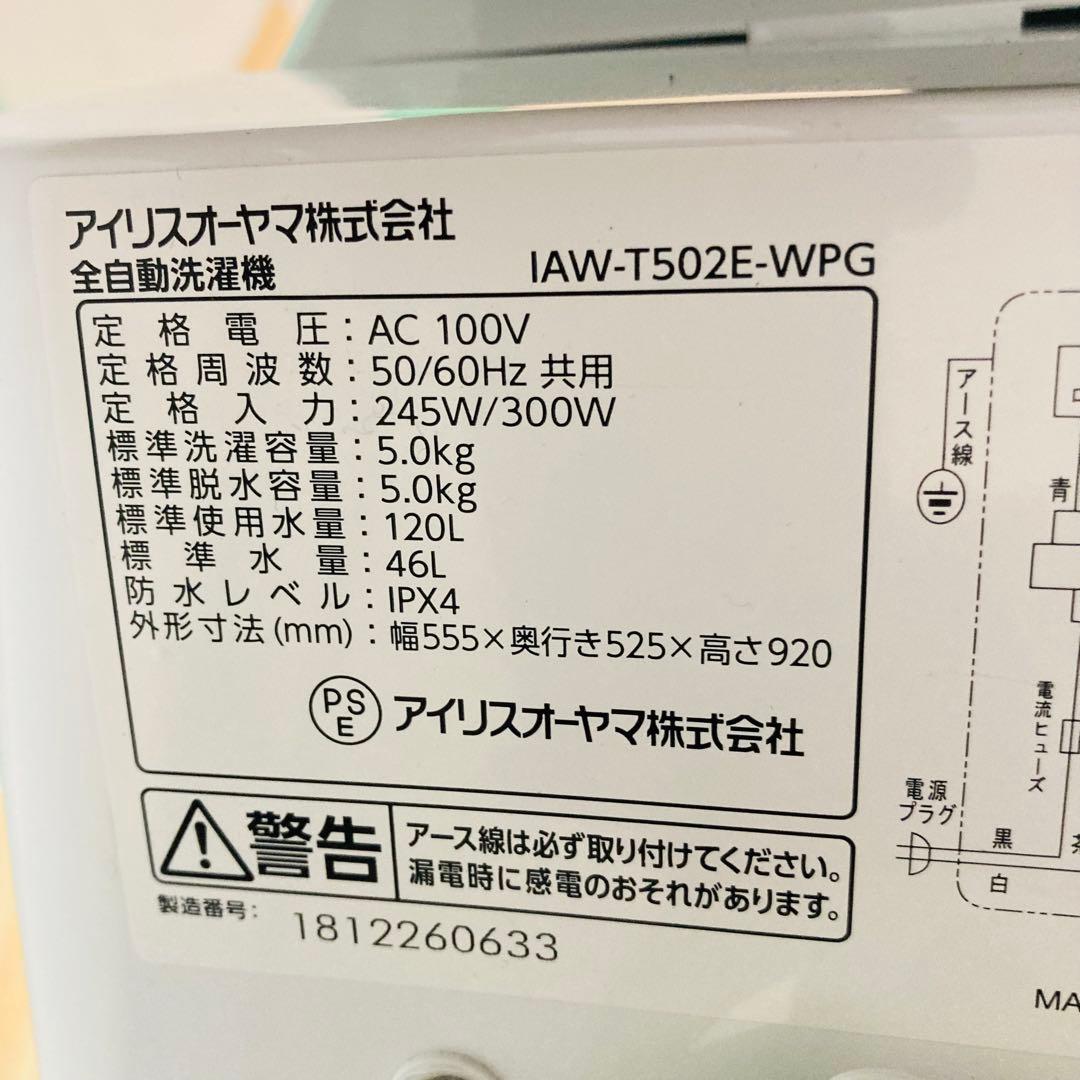 アイリスオーヤマ株式会社
全自動洗濯機
IAW-T502E-WPG
定格電圧：AC 100V
定格周波数：50/60Hz 共用
定格入力：245W/300W
標準洗濯容量：5.0kg
標準脱水容量：5.0kg
標準使用水量：120L
標準水量：46L
防水レベル：IPX4
外形寸法(mm)：幅555×奥行き525×高さ920
PSE
アイリスオーヤマ株式会社
警告
アース線は必ず取り付けてください。
漏電時に感電のおそれがあります。
製造番号：
1812260633
アース線
青
電流ヒューズ
電源
プラグ
黒
白